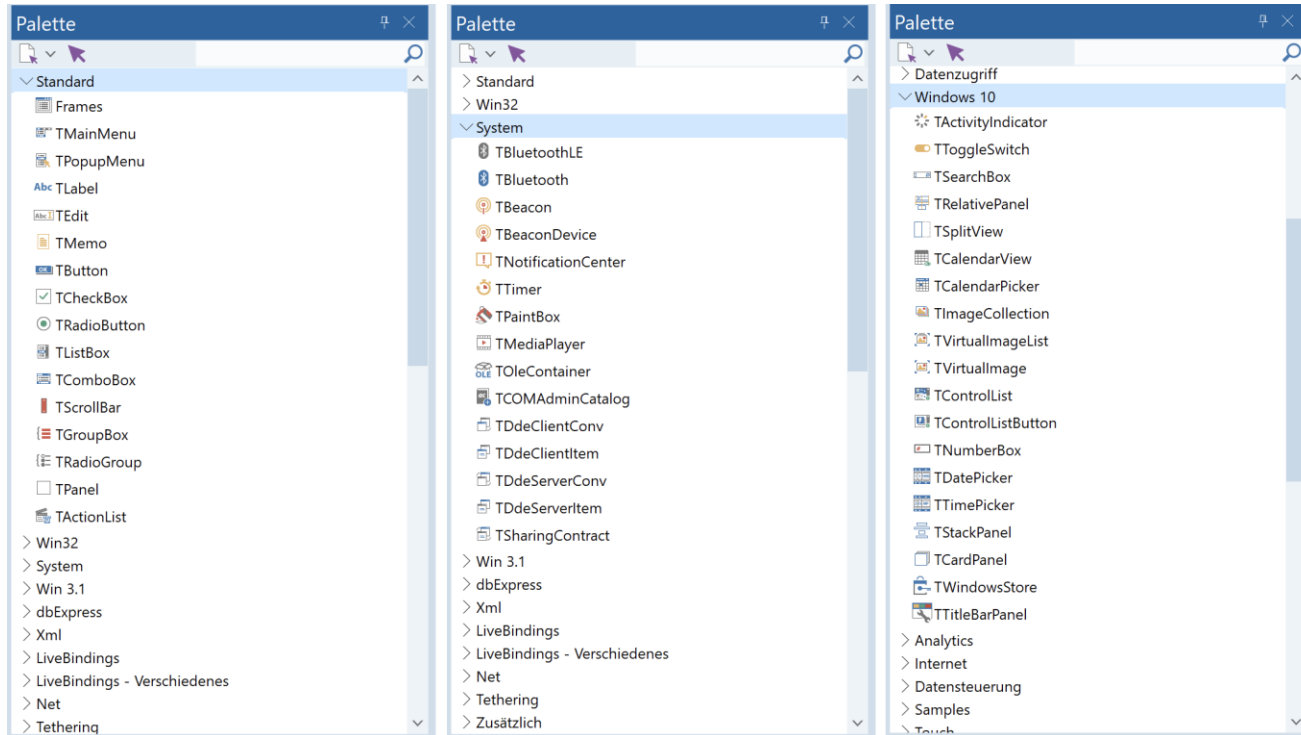 Palette
Standard
Frames
TMainMenu
TPopupMenu
Abc TLabel
TEdit
TMemo
TButton
TCheckBox
TRadioButton
TListBox
TComboBox
TScrollBar
TGroupBox
TRadioGroup
TPanel
TActionList
Win32
System
Win 3.1
dbExpress
Xml
LiveBindings
LiveBindings - Verschiedenes
Net
Tethering
Palette
Standard
Win32
System
TBluetoothLE
TBluetooth
TBeacon
TBeaconDevice
TNotificationCenter
TTimer
TPaintBox
TMediaPlayer
OLE TOleContainer
TCOMAdminCatalog
TDdeClientConv
TDdeClientItem
TDdeServerConv
TDdeServerItem
TSharingContract
Win 3.1
dbExpress
Xml
LiveBindings
LiveBindings - Verschiedenes
Net
Tethering
Zusätzlich
Palette
Datenzugriff
Windows 10
TActivityIndicator
TToggleSwitch
TSearchBox
TRelativePanel
TSplitView
TCalendarView
TCalendarPicker
TImageCollection
TVirtualImageList
TVirtualImage
TControlList
TControlListButton
TNumberBox
TDatePicker
TTimePicker
TStackPanel
TCardPanel
TWindowsStore
TTitleBarPanel
Analytics
Internet
Datensteuerung
Samples
Touch